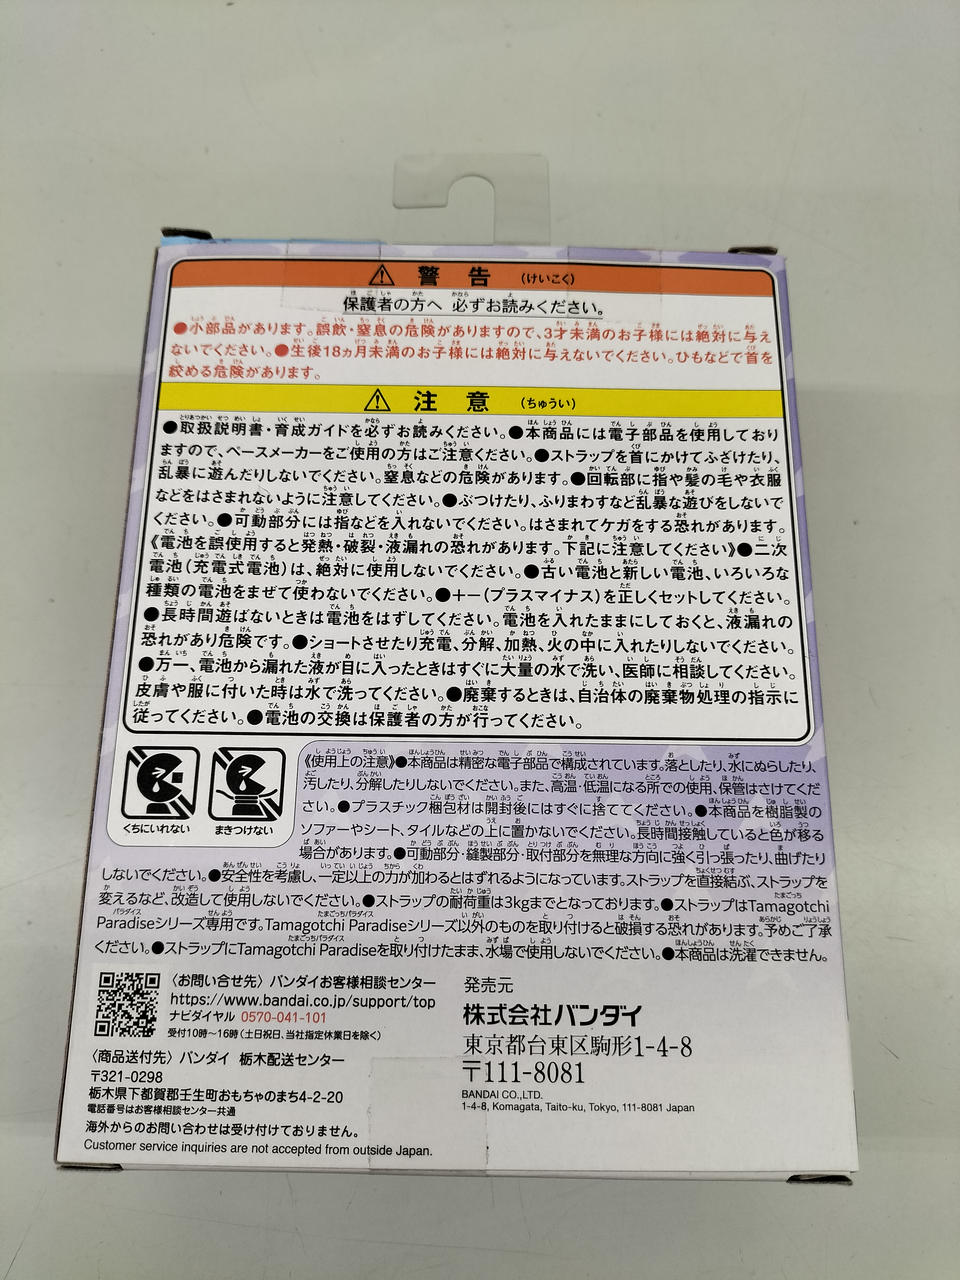 ⚠ 警告 (けいこく)
保護者の方へ 必ずお読みください。
●小部品があります。誤飲・窒息の危険がありますので、3才未満のお子様には絶対に与え
ないでください。●生後18ヵ月未満のお子様には絶対に与えないでください。ひもなどで首を
絞める危険があります。
⚠ 注意 (ちゅうい)
●取扱説明書・育成ガイドを必ずお読みください。●本商品には電子部品を使用しており
ますので、ペースメーカーをご使用の方はご注意ください。●ストラップを首にかけてふざけたり、
乱暴に遊んだりしないでください。窒息などの危険があります。●回転部に指や髪の毛や衣服
などをはさまれないように注意してください。●ぶつけたり、ふりまわすなど乱暴な遊びをしないで
ください。●可動部分には指などを入れないでください。はさまれてケガをする恐れがあります。
《電池を誤使用すると発熱・破裂・液漏れの恐れがあります。下記に注意してください》●二次
電池(充電式電池)は、絶対に使用しないでください。●古い電池と新しい電池、いろいろな
種類の電池をまぜて使わないでください。●+−(プラスマイナス)を正しくセットしてください。
●長時間遊ばないときは電池をはずしてください。電池を入れたままにしておくと、液漏れの
恐れがあり危険です。●ショートさせたり充電、分解、加熱、火の中に入れたりしないでください。
●万一、電池から漏れた液が目に入ったときはすぐに大量の水で洗い、医師に相談してください。
皮膚や服に付いた時は水で洗ってください。●廃棄するときは、自治体の廃棄物処理の指示に
従ってください。●電池の交換は保護者の方が行ってください。
くちにいれない
まきつけない
《使用上の注意》●本商品は精密な電子部品で構成されています。落としたり、水にぬらしたり、
汚したり、分解したりしないでください。また、高温・低温になる所での使用、保管はさけてくだ
さい。●プラスチック梱包材は開封後にはすぐに捨ててください。●本商品を樹脂製の
ソファーやシート、タイルなどの上に置かないでください。長時間接触していると色が移る
場合があります。●可動部分・縫製部分・取付部分を無理な方向に強く引っ張ったり、曲げたり
しないでください。●安全性を考慮し、一定以上の力が加わるとはずれるようになっています。ストラップを直接結ぶ、ストラップを
変えるなど、改造して使用しないでください。●ストラップの耐荷重は3kgまでとなっております。●ストラップはTamagotchi
Paradiseシリーズ専用です。Tamagotchi Paradiseシリーズ以外のものを取り付けると破損する恐れがあります。予めご了承
ください。●ストラップにTamagotchi Paradiseを取り付けたまま、水場で使用しないでください。●本商品は洗濯できません。
〈お問い合せ先〉バンダイお客様相談センター
https://www.bandai.co.jp/support/top
ナビダイヤル 0570-041-101
受付10時〜16時(土日祝日、当社指定休業日を除く)
〈商品送付先〉バンダイ 栃木配送センター
〒321-0298
栃木県下都賀郡壬生町おもちゃのまち4-2-20
電話番号はお客様相談センター共通
海外からのお問い合わせは受け付けておりません。
Customer service inquiries are not accepted from outside Japan.
発売元
株式会社バンダイ
東京都台東区駒形1-4-8
〒111-8081
BANDAI CO.,LTD.
1-4-8, Komagata, Taito-ku, Tokyo, 111-8081 Japan